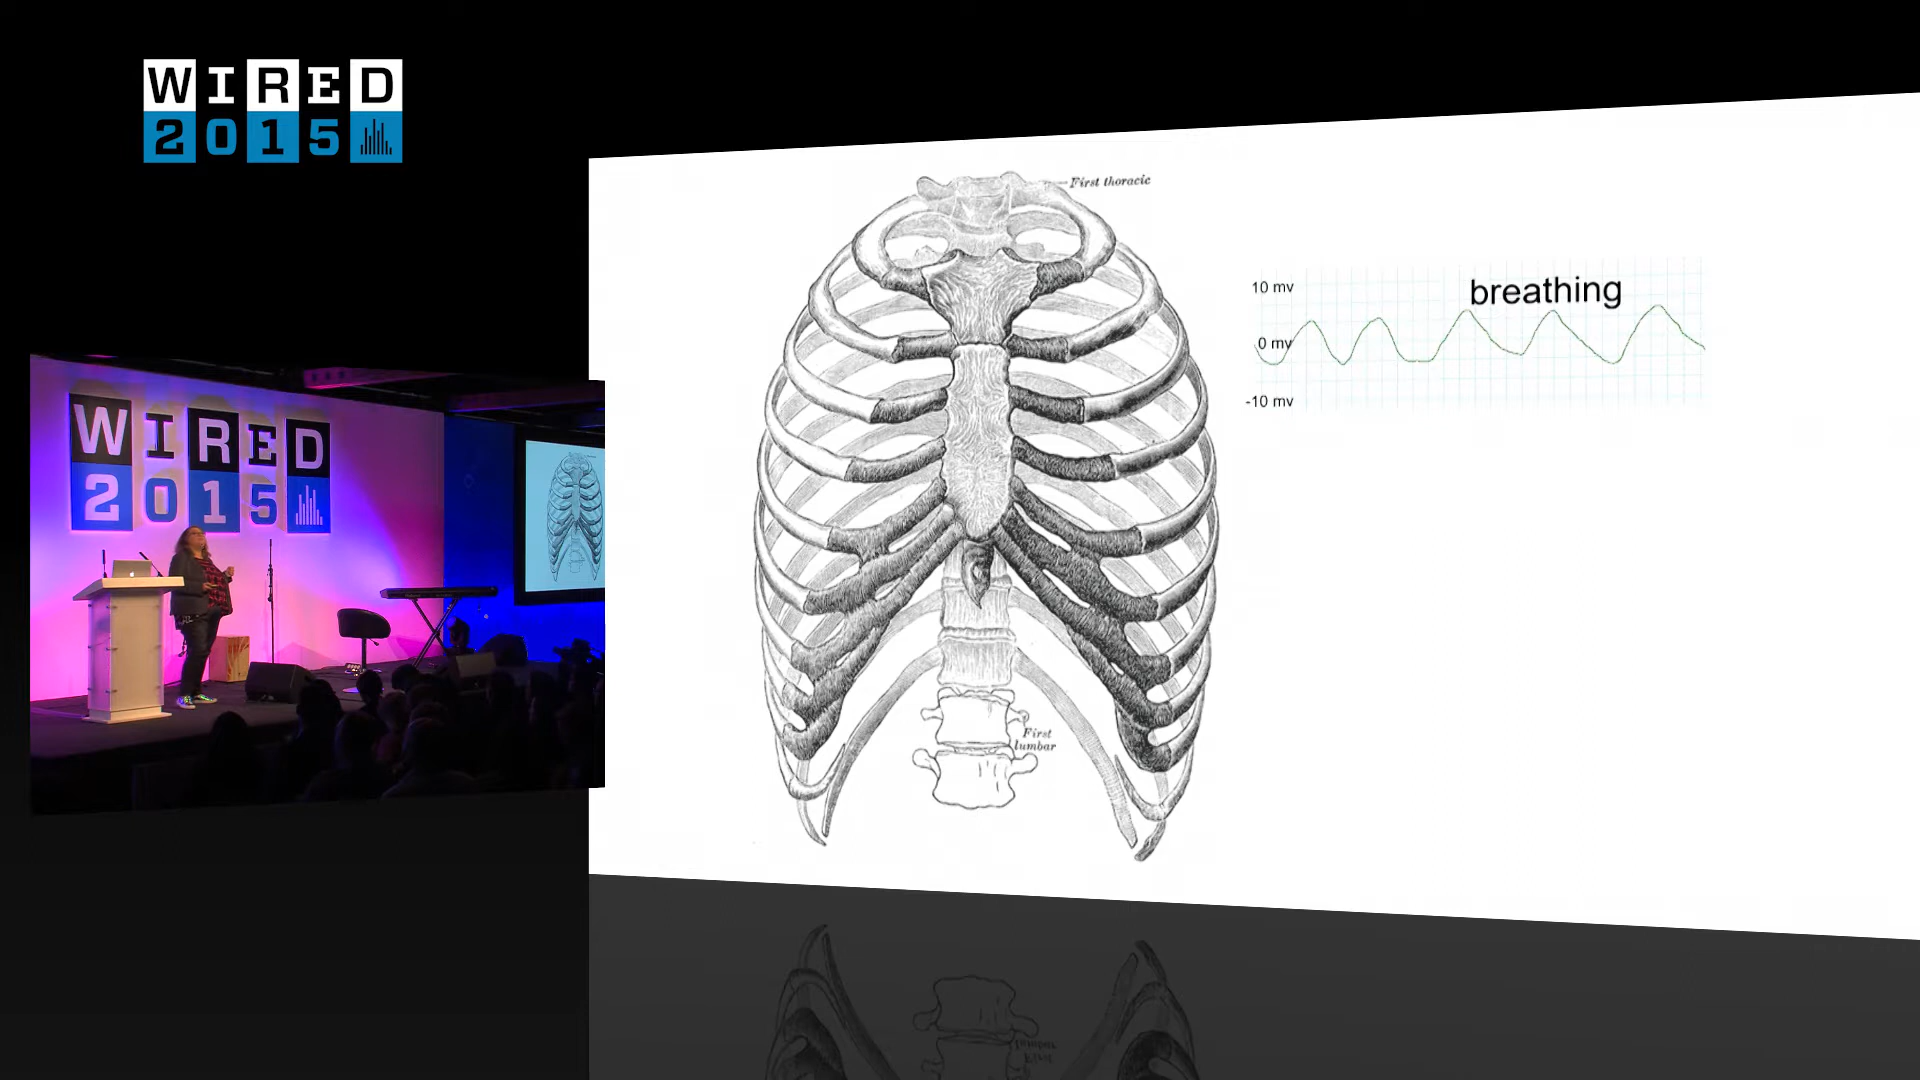 WIRED
2015
First thoracic
10 mv
breathing
0 mv
-10 mv
WIRED
2015
First
lumbar